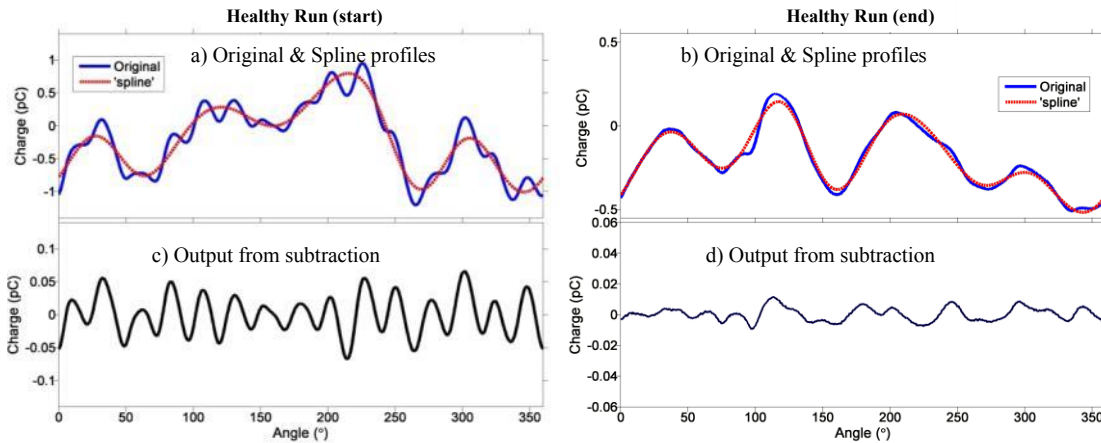 Healthy Run (start)
Healthy Run (end)
a) Original & Spline profiles
Original
'spline'
Charge (pC)
1
0.5
0
-0.5
-1
b) Original & Spline profiles
Original
'spline'
Charge (pC)
0.5
0
-0.5
c) Output from subtraction
Charge (pC)
0.1
0.05
0
-0.05
-0.1
0 50 100 150 200 250 300 350
Angle (°)
d) Output from subtraction
Charge (pC)
0.06
0.04
0.02
0
-0.02
-0.04
-0.06
0 50 100 150 200 250 300 350
Angle (°)